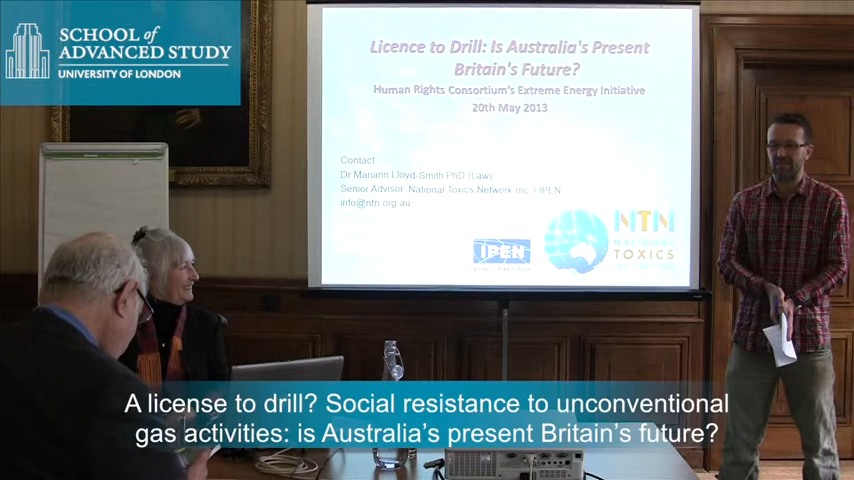 SCHOOL of
ADVANCED STUDY
UNIVERSITY OF LONDON
Licence to Drill: Is Australia's Present
Britain's Future?
Human Rights Consortium's Extreme Energy Initiative
20th May 2013
Contact
Dr Mariann Lloyd-Smith PhD (Law)
Senior Advisor National Toxics Network Inc. / IPEN
info@ntn.org.au
IPEN
NTN
NATIONAL
TOXICS
A license to drill? Social resistance to unconventional
gas activities: is Australia's present Britain's future?